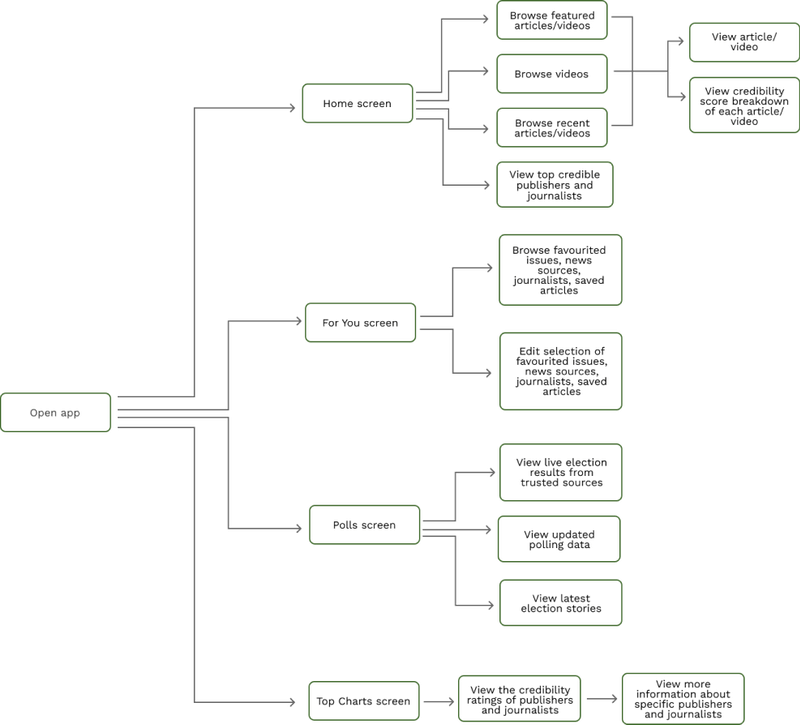 Browse featured
articles/videos
View article/
video
Browse videos
Home screen
View credibility
score breakdown
of each article/
video
Browse recent
articles/videos
View top credible
publishers and
journalists
Browse favourited
issues, news
sources,
journalists, saved
articles
For You screen
Edit selection of
favourited issues,
news sources,
journalists, saved
articles
Open app
View live election
results from
trusted sources
Polls screen
View updated
polling data
View latest
election stories
Top Charts screen
View the credibility
ratings of publishers
and journalists
View more
information about
specific publishers
and journalists